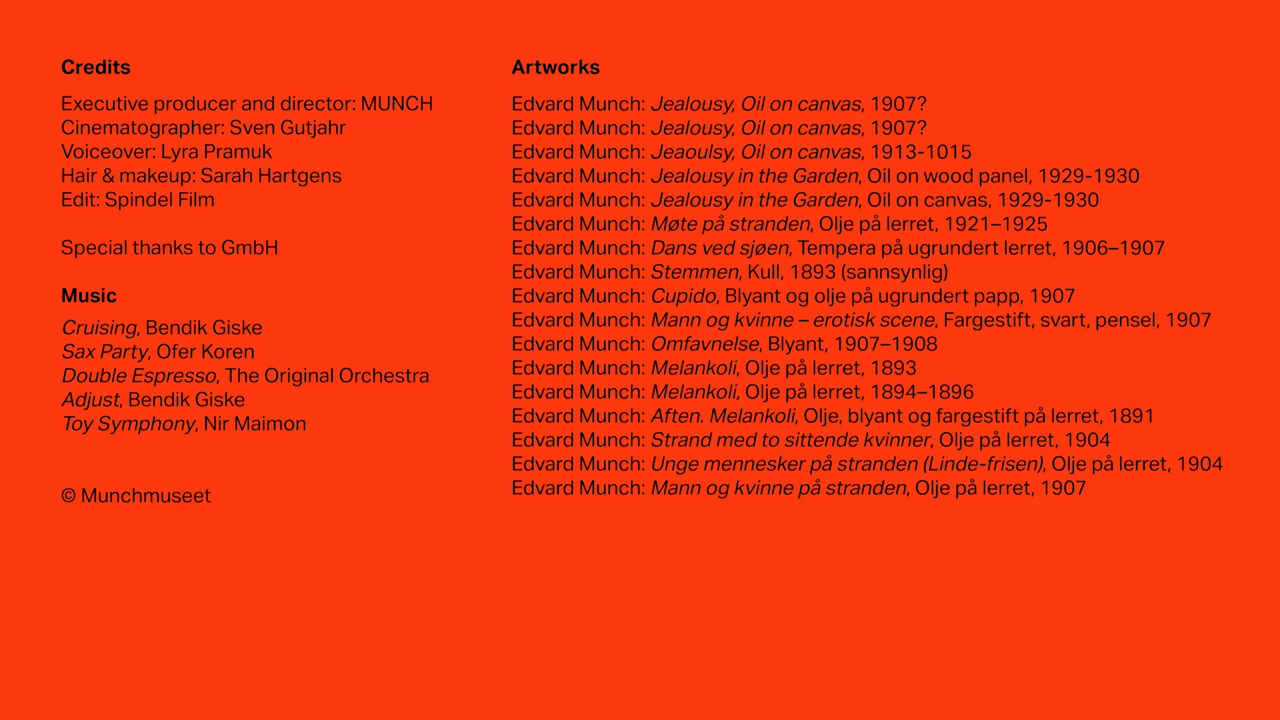 Credits
Executive producer and director: MUNCH
Cinematographer: Sven Gutjahr
Voiceover: Lyra Pramuk
Hair & makeup: Sarah Hartgens
Edit: Spindel Film
Special thanks to GmbH
Music
Cruising, Bendik Giske
Sax Party, Ofer Koren
Double Espresso, The Original Orchestra
Adjust, Bendik Giske
Toy Symphony, Nir Maimon
© Munchmuseet
Artworks
Edvard Munch: Jealousy, Oil on canvas, 1907?
Edvard Munch: Jealousy, Oil on canvas, 1907?
Edvard Munch: Jeaoulsy, Oil on canvas, 1913-1015
Edvard Munch: Jealousy in the Garden, Oil on wood panel, 1929-1930
Edvard Munch: Jealousy in the Garden, Oil on canvas, 1929-1930
Edvard Munch: Møte på stranden, Olje på lerret, 1921–1925
Edvard Munch: Dans ved sjøen, Tempera på ugrundert lerret, 1906–1907
Edvard Munch: Stemmen, Kull, 1893 (sannsynlig)
Edvard Munch: Cupido, Blyant og olje på ugrundert papp, 1907
Edvard Munch: Mann og kvinne – erotisk scene, Fargestift, svart, pensel, 1907
Edvard Munch: Omfavnelse, Blyant, 1907–1908
Edvard Munch: Melankoli, Olje på lerret, 1893
Edvard Munch: Melankoli, Olje på lerret, 1894–1896
Edvard Munch: Aften. Melankoli, Olje, blyant og fargestift på lerret, 1891
Edvard Munch: Strand med to sittende kvinner, Olje på lerret, 1904
Edvard Munch: Unge mennesker på stranden (Linde-frisen), Olje på lerret, 1904
Edvard Munch: Mann og kvinne på stranden, Olje på lerret, 1907